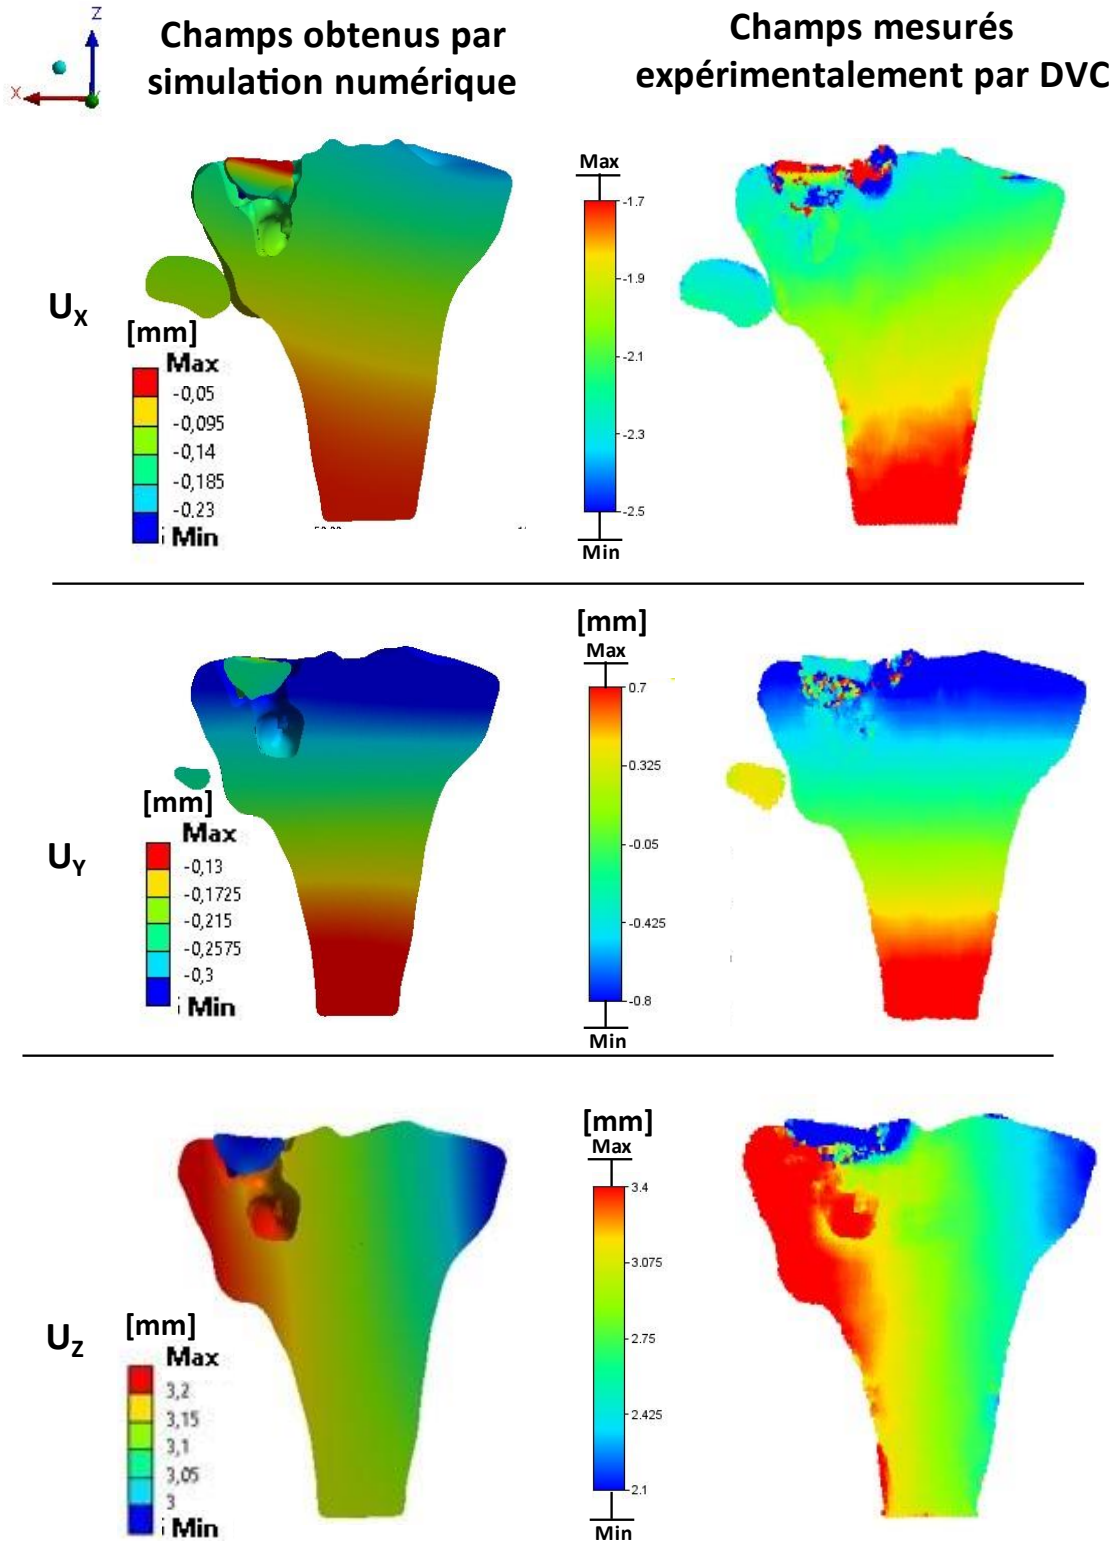 Z
X
Champs obtenus par
simulation numérique
Champs mesurés
expérimentalement par DVC
U_X
[mm]
Max
-0,05
-0,095
-0,14
-0,185
-0.23
Min
Max
-1.7
-1.9
-2.1
-2.3
-2.5
Min
U_Y
[mm]
Max
-0,13
-0,1725
-0,215
-0,2575
-0,3
Min
[mm]
Max
0.7
0.325
-0.05
-0.425
-0.8
Min
U_Z
[mm]
Max
3,2
3,15
3,1
3,05
3
Min
[mm]
Max
3.4
3.075
2.75
2.425
2.1
Min